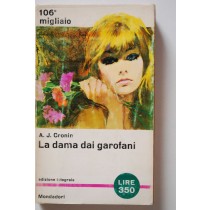 106°
migliaio
A. J. Cronin
La dama dai garofani
edizione integrale
LIRE
350
Mondadori